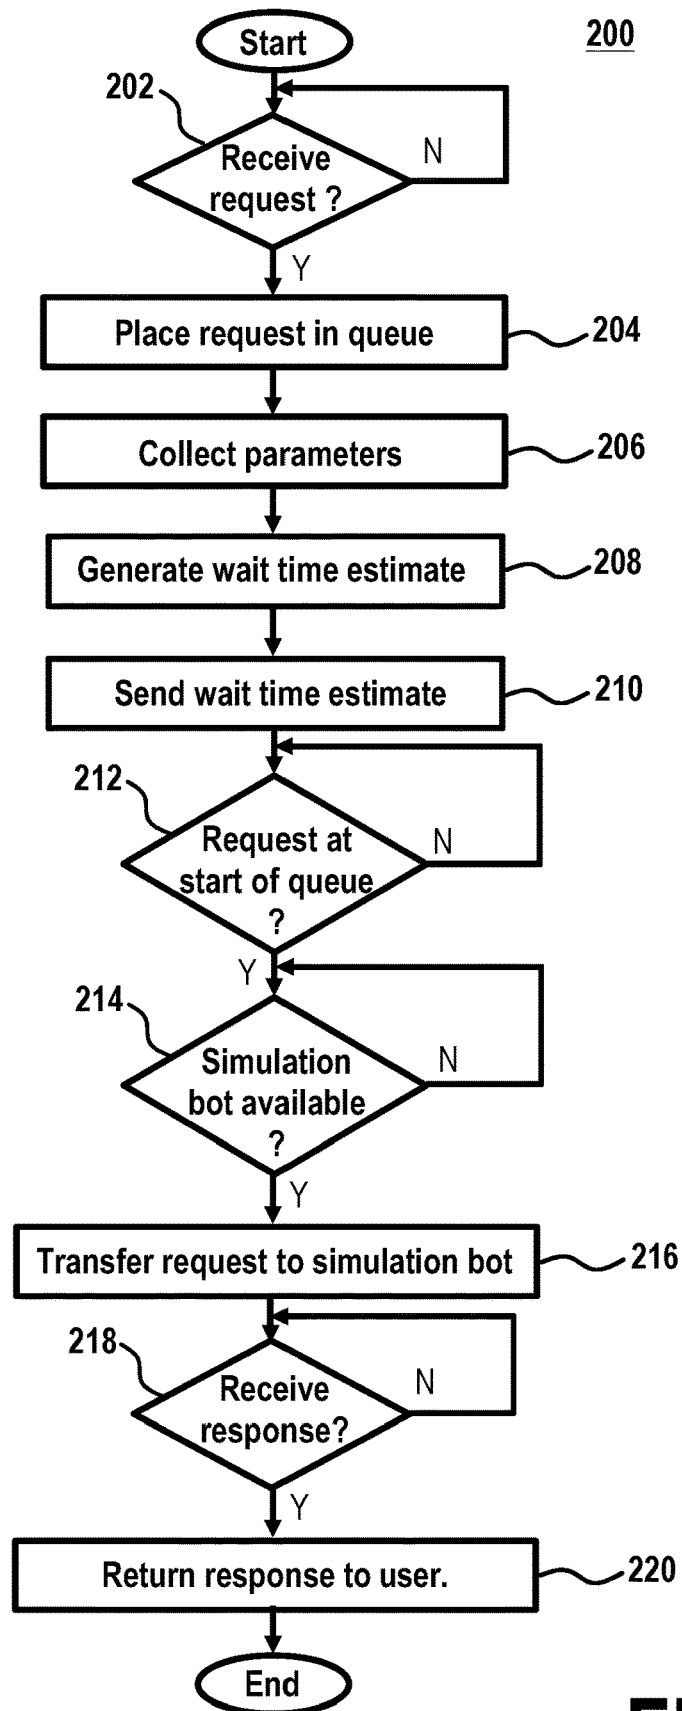 Start
200
202
Receive
request ?
N
Y
Place request in queue
204
Collect parameters
206
Generate wait time estimate
208
Send wait time estimate
210
212
Request at
start of queue
?
N
Y
214
Simulation
bot available
?
N
Y
Transfer request to simulation bot
216
218
Receive
response?
N
Y
Return response to user.
220
End